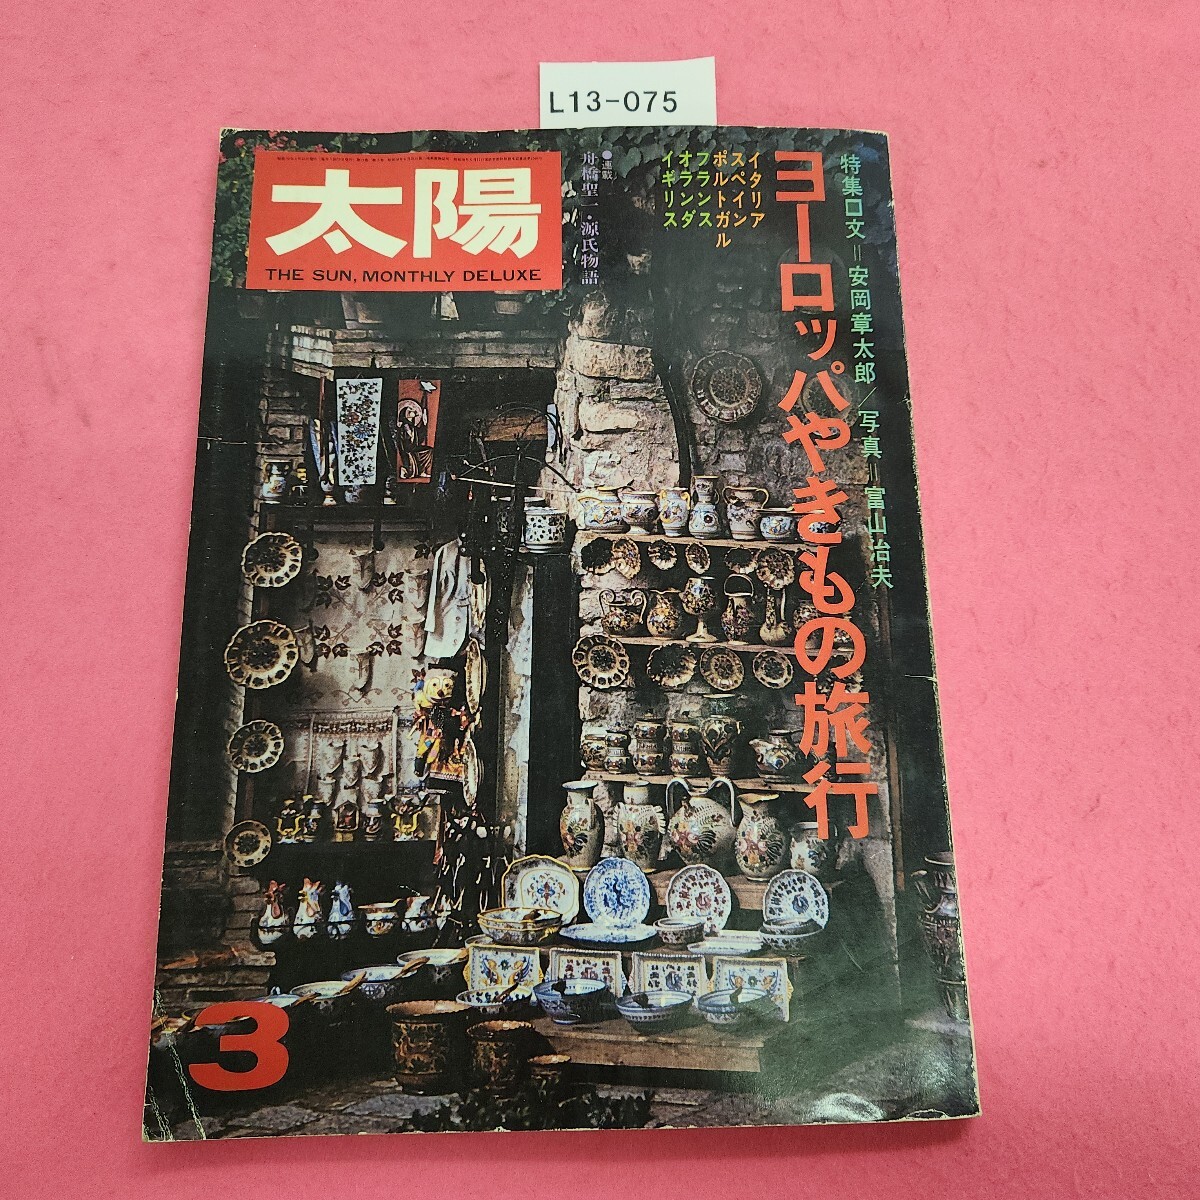 L13-075
太陽
THE SUN, MONTHLY DELUXE
●連載
舟橋聖一・源氏物語
特集口文=安岡章太郎/写真=富山治夫
ヨーロッパやきもの旅行
イタリア
スペイン
ポルトガル
フランス
オランダ
イギリス
3